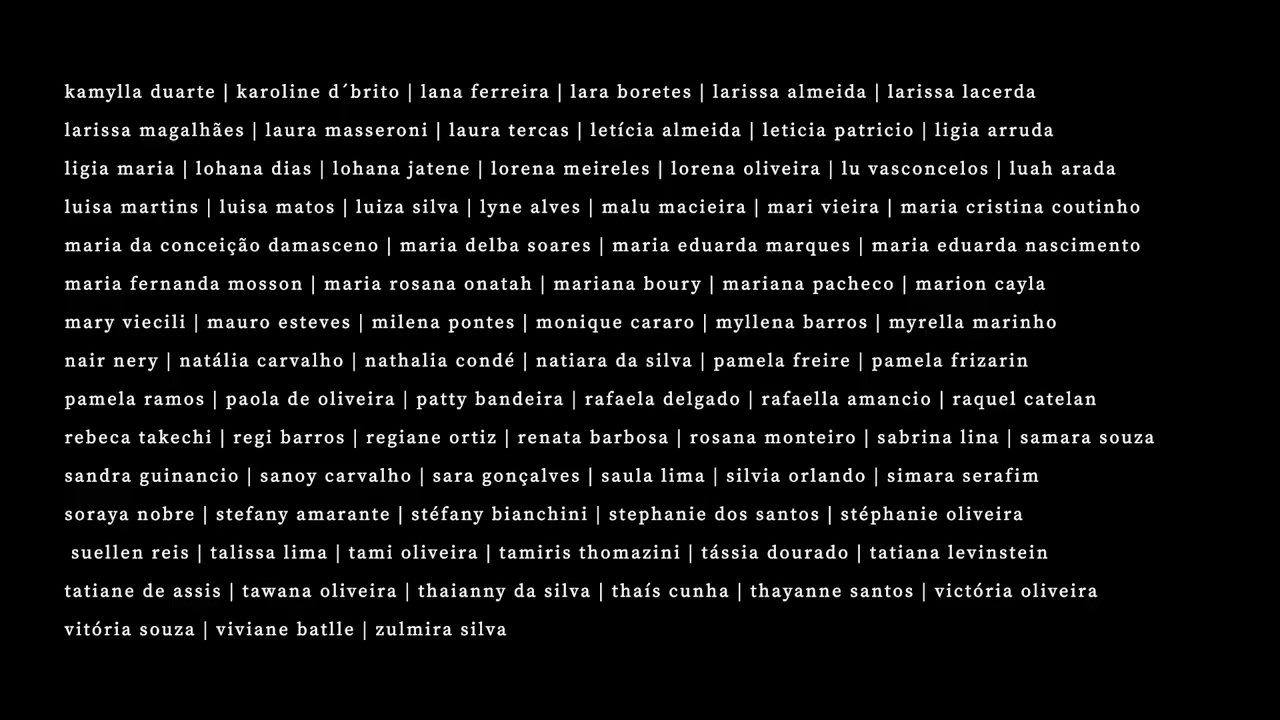 kamylla duarte | karoline d´brito | lana ferreira | lara boretes | larissa almeida | larissa lacerda
larissa magalhães | laura masseroni | laura tercas | letícia almeida | leticia patricio | ligia arruda
ligia maria | lohana dias | lohana jatene | lorena meireles | lorena oliveira | lu vasconcelos | luah arada
luisa martins | luisa matos | luiza silva | lyne alves | malu macieira | mari vieira | maria cristina coutinho
maria da conceição damasceno | maria delba soares | maria eduarda marques | maria eduarda nascimento
maria fernanda mosson | maria rosana onatah | mariana boury | mariana pacheco | marion cayla
mary viecili | mauro esteves | milena pontes | monique cararo | myllena barros | myrella marinho
nair nery | natália carvalho | nathalia condé | natiara da silva | pamela freire | pamela frizarin
pamela ramos | paola de oliveira | patty bandeira | rafaela delgado | rafaella amancio | raquel catelan
rebeca takechi | regi barros | regiane ortiz | renata barbosa | rosana monteiro | sabrina lina | samara souza
sandra guinancio | sanoy carvalho | sara gonçalves | saula lima | silvia orlando | simara serafim
soraya nobre | stefany amarante | stéfany bianchini | stephanie dos santos | stéphanie oliveira
suellen reis | talissa lima | tami oliveira | tamiris thomazini | tássia dourado | tatiana levinstein
tatiane de assis | tawana oliveira | thaianny da silva | thaís cunha | thayanne santos | victória oliveira
vitória souza | viviane batlle | zulmira silva